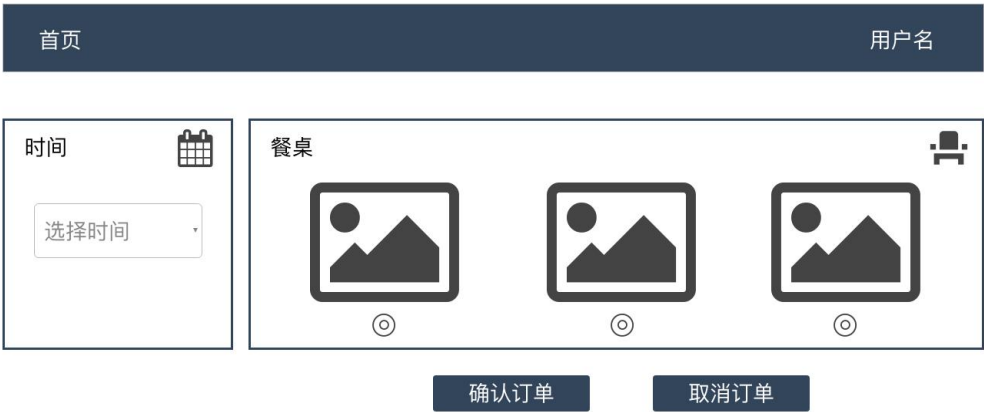 首页 用户名
时间
餐桌
选择时间
确认订单 取消订单